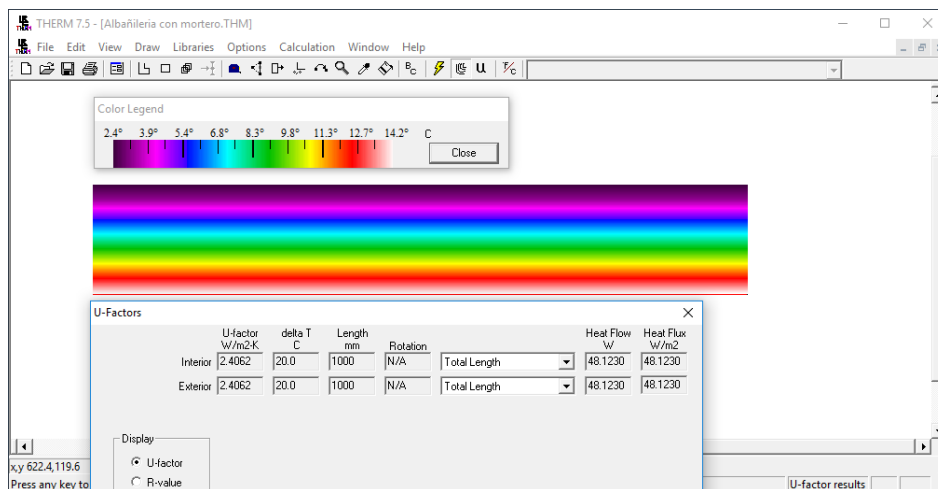 THERM 7.5 - [Albañileria con mortero.THM]
File Edit View Draw Libraries Options Calculation Window Help
Color Legend
2.4° 3.9° 5.4° 6.8° 8.3° 9.8° 11.3° 12.7° 14.2° C
Close
U-Factors
U-factor delta T Length Heat Flow Heat Flux
W/m2-K C mm Rotation W W/m2
Interior 2.4062 20.0 1000 N/A Total Length 48.1230 48.1230
Exterior 2.4062 20.0 1000 N/A Total Length 48.1230 48.1230
Display
U-factor
R-value
x,y 622.4,119.6
Press any key to
U-factor results